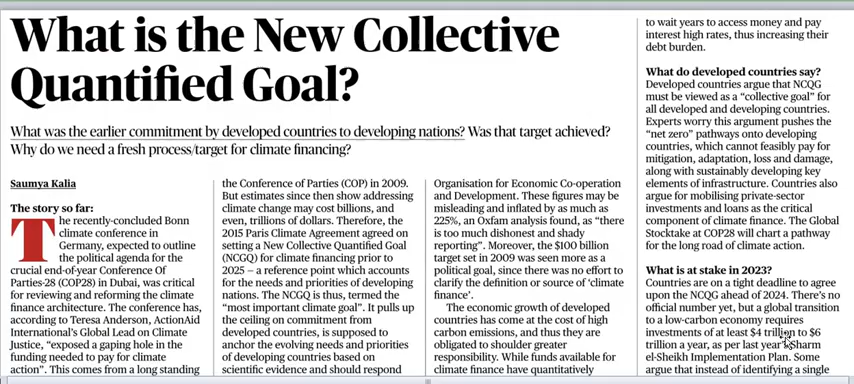 What is the New Collective
Quantified Goal?
What was the earlier commitment by developed countries to developing nations? Was that target achieved?
Why do we need a fresh process/target for climate financing?
Saumya Kalia
The story so far:
The recently-concluded Bonn
climate conference in
Germany, expected to outline
the political agenda for the
crucial end-of-year Conference Of
Parties-28 (COP28) in Dubai, was critical
for reviewing and reforming the climate
finance architecture. The conference has,
according to Teresa Anderson, ActionAid
International's Global Lead on Climate
Justice, "exposed a gaping hole in the
funding needed to pay for climate
action". This comes from a long standing
the Conference of Parties (COP) in 2009.
But estimates since then show addressing
climate change may cost billions, and
even, trillions of dollars. Therefore, the
2015 Paris Climate Agreement agreed on
setting a New Collective Quantified Goal
(NCQG) for climate financing prior to
2025 — a reference point which accounts
for the needs and priorities of developing
nations. The NCQG is thus, termed the
"most important climate goal". It pulls up
the ceiling on commitment from
developed countries, is supposed to
anchor the evolving needs and priorities
of developing countries based on
scientific evidence and should respond
Organisation for Economic Co-operation
and Development. These figures may be
misleading and inflated by as much as
225%, an Oxfam analysis found, as "there
is too much dishonest and shady
reporting". Moreover, the $100 billion
target set in 2009 was seen more as a
political goal, since there was no effort to
clarify the definition or source of 'climate
finance'.
The economic growth of developed
countries has come at the cost of high
carbon emissions, and thus they are
obligated to shoulder greater
responsibility. While funds available for
climate finance have quantitatively
to wait years to access money and pay
interest high rates, thus increasing their
debt burden.
What do developed countries say?
Developed countries argue that NCQG
must be viewed as a "collective goal" for
all developed and developing countries.
Experts worry this argument pushes the
"net zero" pathways onto developing
countries, which cannot feasibly pay for
mitigation, adaptation, loss and damage,
along with sustainably developing key
elements of infrastructure. Countries also
argue for mobilising private-sector
investments and loans as the critical
component of climate finance. The Global
Stocktake at COP28 will chart a pathway
for the long road of climate action.
What is at stake in 2023?
Countries are on a tight deadline to agree
upon the NCQG ahead of 2024. There's no
official number yet, but a global transition
to a low-carbon economy requires
investments of at least $4 trillion to $6
trillion a year, as per last year's Sharm
el-Sheikh Implementation Plan. Some
argue that instead of identifying a single